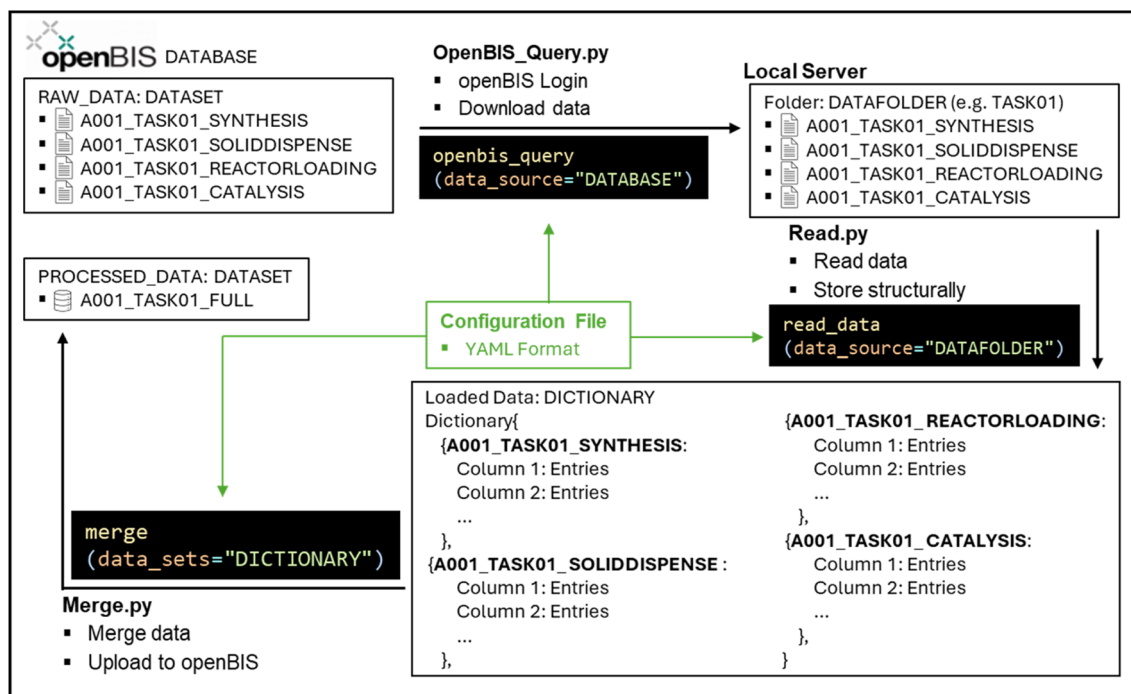 openBIS DATABASE
RAW_DATA: DATASET
▪ A001_TASK01_SYNTHESIS
▪ A001_TASK01_SOLIDDISPENSE
▪ A001_TASK01_REACTORLOADING
▪ A001_TASK01_CATALYSIS
OpenBIS_Query.py
▪ openBIS Login
▪ Download data
openbis_query
(data_source="DATABASE")
Local Server
Folder: DATAFOLDER (e.g. TASK01)
▪ A001_TASK01_SYNTHESIS
▪ A001_TASK01_SOLIDDISPENSE
▪ A001_TASK01_REACTORLOADING
▪ A001_TASK01_CATALYSIS
Read.py
▪ Read data
▪ Store structurally
read_data
(data_source="DATAFOLDER")
PROCESSED_DATA: DATASET
▪ A001_TASK01_FULL
Configuration File
▪ YAML Format
Loaded Data: DICTIONARY
Dictionary{
{A001_TASK01_SYNTHESIS:
Column 1: Entries
Column 2: Entries
...
},
{A001_TASK01_SOLIDDISPENSE :
Column 1: Entries
Column 2: Entries
...
},
{A001_TASK01_REACTORLOADING:
Column 1: Entries
Column 2: Entries
...
},
{A001_TASK01_CATALYSIS:
Column 1: Entries
Column 2: Entries
...
},
}
merge
(data_sets="DICTIONARY")
Merge.py
▪ Merge data
▪ Upload to openBIS